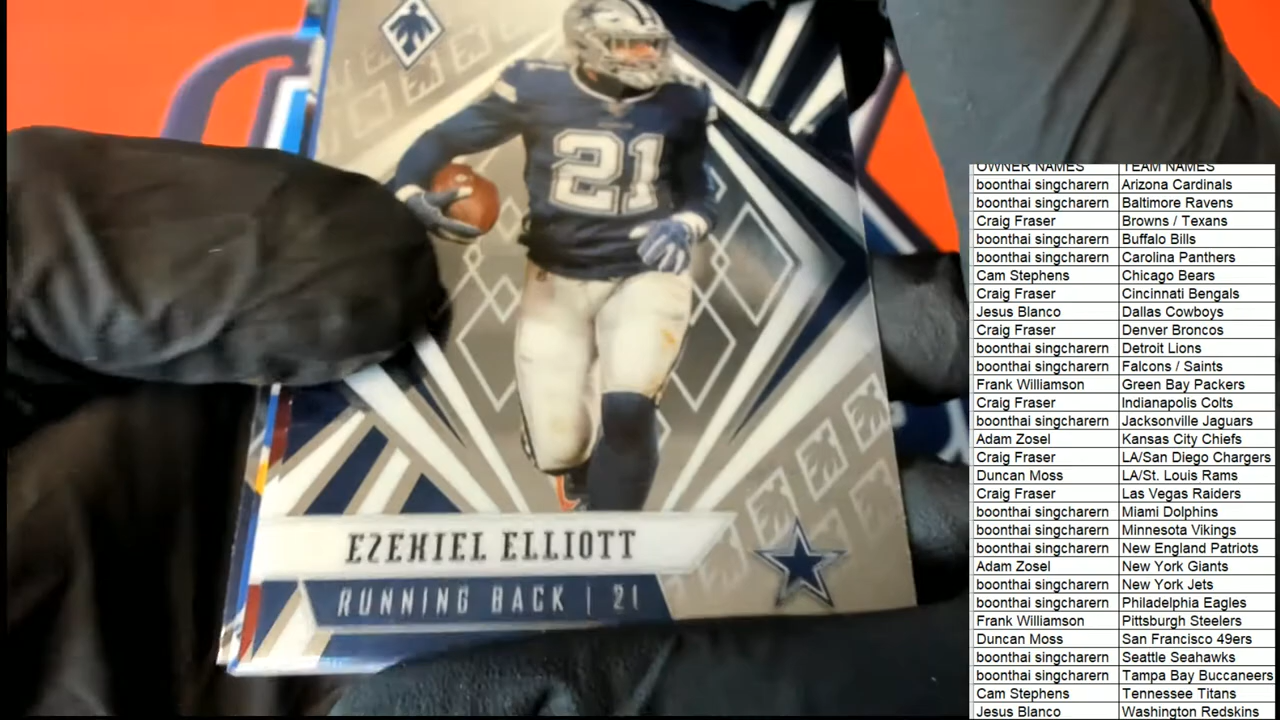 21
EZEKIEL ELLIOTT
RUNNING BACK | 21
OWNER NAMES TEAM NAMES
boonthai singcharern Arizona Cardinals
boonthai singcharern Baltimore Ravens
Craig Fraser Browns / Texans
boonthai singcharern Buffalo Bills
boonthai singcharern Carolina Panthers
Cam Stephens Chicago Bears
Craig Fraser Cincinnati Bengals
Jesus Blanco Dallas Cowboys
Craig Fraser Denver Broncos
boonthai singcharern Detroit Lions
boonthai singcharern Falcons / Saints
Frank Williamson Green Bay Packers
Craig Fraser Indianapolis Colts
boonthai singcharern Jacksonville Jaguars
Adam Zosel Kansas City Chiefs
Craig Fraser LA/San Diego Chargers
Duncan Moss LA/St. Louis Rams
Craig Fraser Las Vegas Raiders
boonthai singcharern Miami Dolphins
boonthai singcharern Minnesota Vikings
boonthai singcharern New England Patriots
Adam Zosel New York Giants
boonthai singcharern New York Jets
boonthai singcharern Philadelphia Eagles
Frank Williamson Pittsburgh Steelers
Duncan Moss San Francisco 49ers
boonthai singcharern Seattle Seahawks
boonthai singcharern Tampa Bay Buccaneers
Cam Stephens Tennessee Titans
Jesus Blanco Washington Redskins